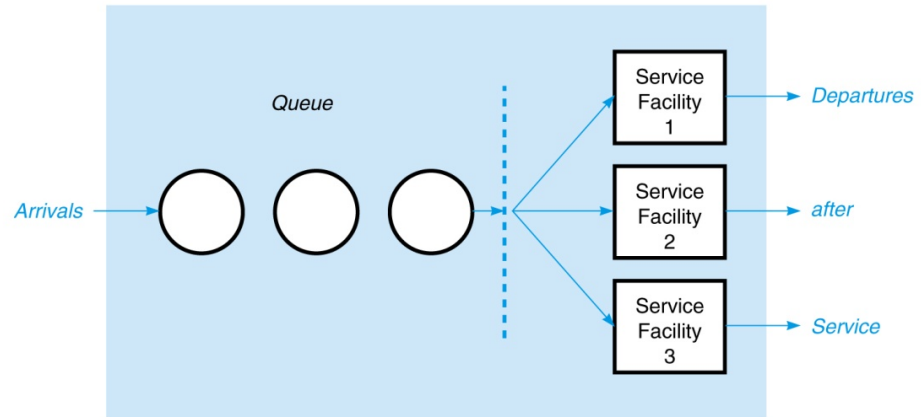 Queue
Arrivals
Service
Facility
1
Departures
Service
Facility
2
after
Service
Facility
3
Service